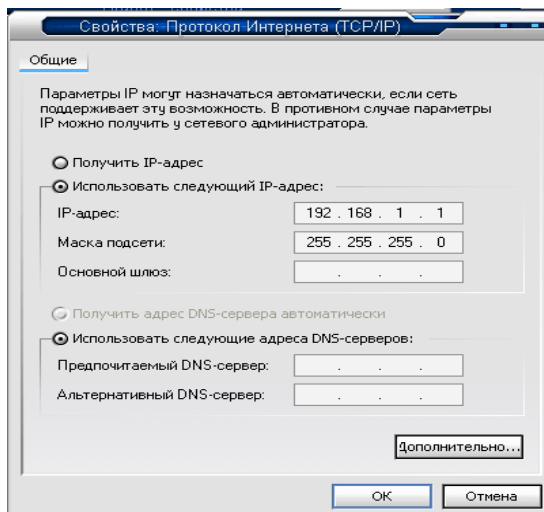 Свойства: Протокол Интернета (TCP/IP)
Общие
Параметры IP могут назначаться автоматически, если сеть
поддерживает эту возможность. В противном случае параметры
IP можно получить у сетевого администратора.
Получить IP-адрес
Использовать следующий IP-адрес:
IP-адрес: 192 . 168 . 1 . 1
Маска подсети: 255 . 255 . 255 . 0
Основной шлюз: . . .
Получить адрес DNS-сервера автоматически
Использовать следующие адреса DNS-серверов:
Предпочитаемый DNS-сервер: . . .
Альтернативный DNS-сервер: . . .
Дополнительно...
ОК Отмена